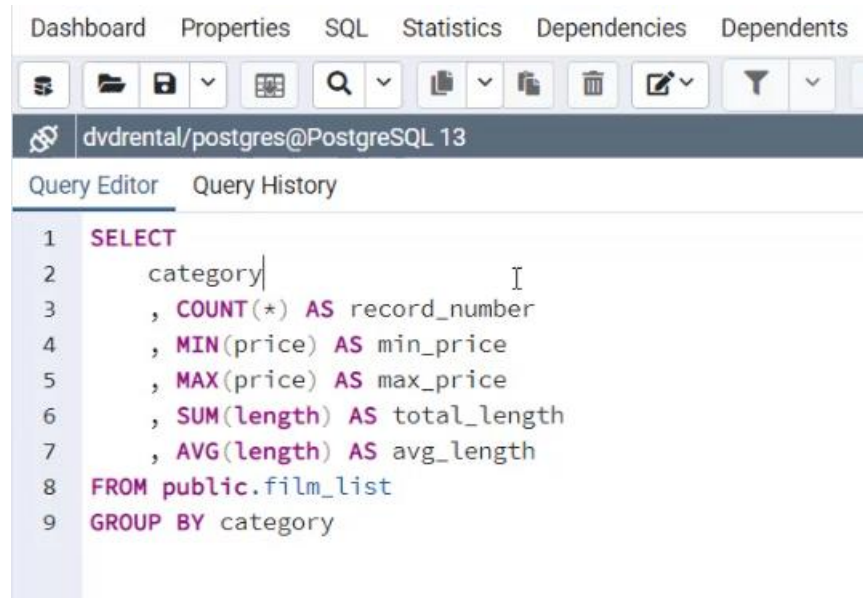 Dashboard Properties SQL Statistics Dependencies Dependents
dvdrental/postgres@PostgreSQL 13
Query Editor Query History
1 SELECT
2 category
3 , COUNT(*) AS record_number
4 , MIN(price) AS min_price
5 , MAX(price) AS max_price
6 , SUM(length) AS total_length
7 , AVG(length) AS avg_length
8 FROM public.film_list
9 GROUP BY category